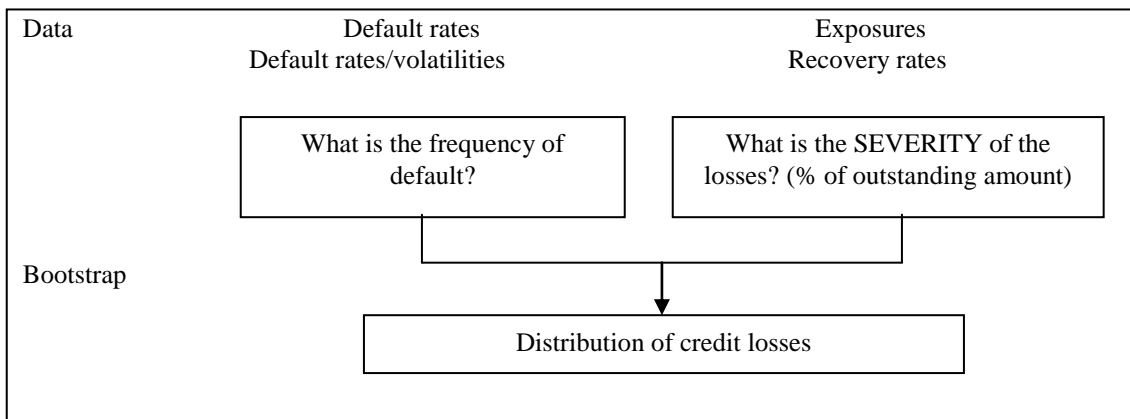 Data
Default rates
Default rates/volatilities
Exposures
Recovery rates
What is the frequency of
default?
What is the SEVERITY of the
losses? (% of outstanding amount)
Bootstrap
Distribution of credit losses